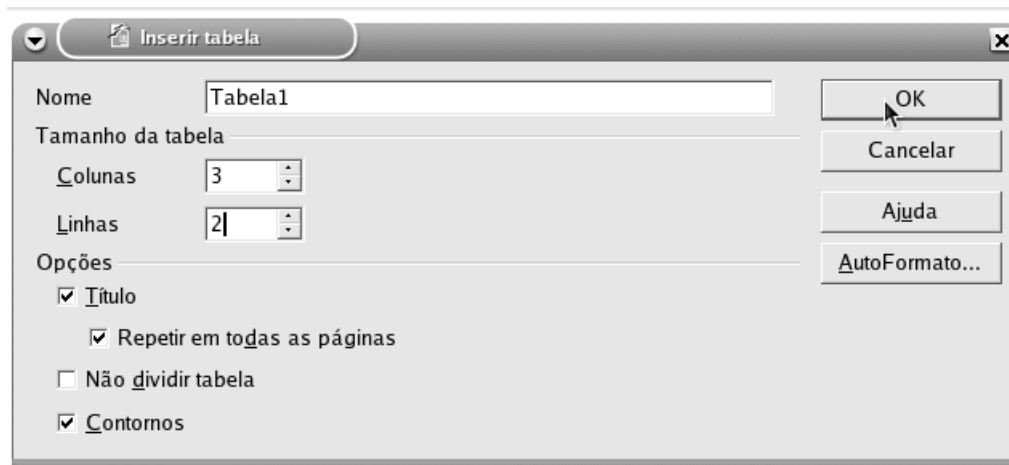 Inserir tabela
Nome Tabela1 OK
Tamanho da tabela
Cancelar
Colunas 3
Linhas 2
Ajuda
Opções
AutoFormato...
Título
Repetir em todas as páginas
Não dividir tabela
Contornos